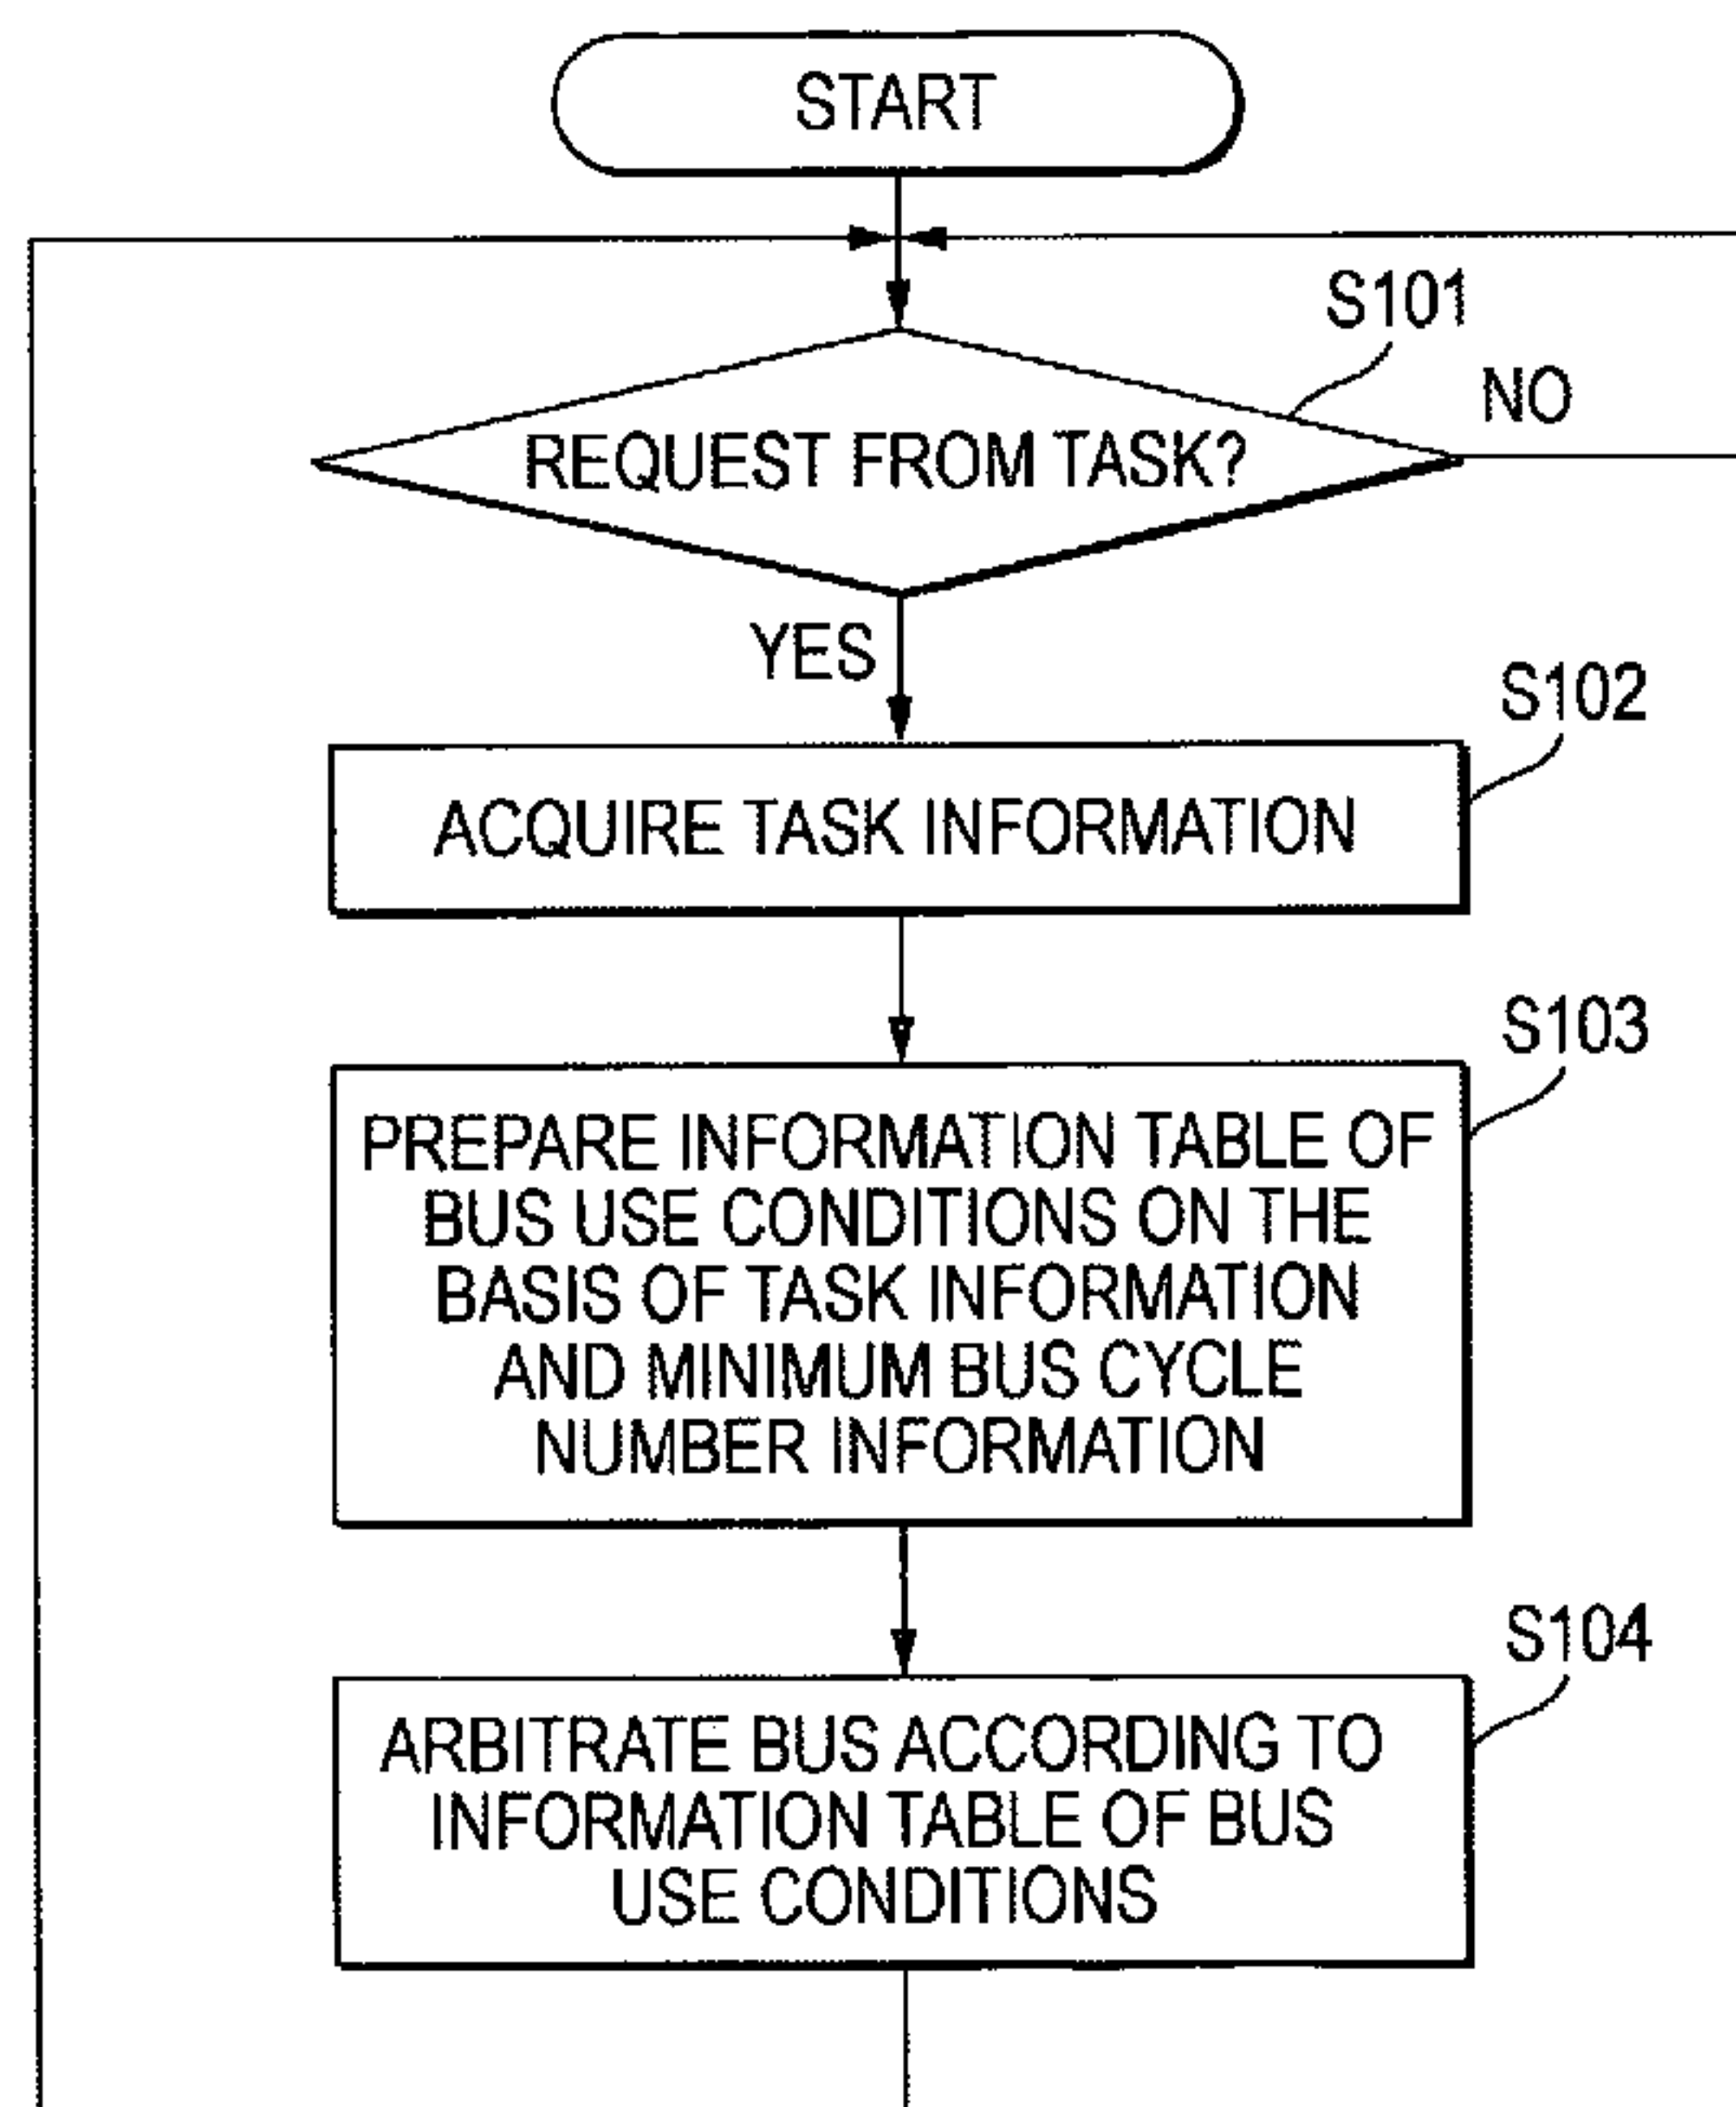 START
S101
NO
REQUEST FROM TASK?
YES
S102
ACQUIRE TASK INFORMATION
S103
PREPARE INFORMATION TABLE OF
BUS USE CONDITIONS ON THE
BASIS OF TASK INFORMATION
AND MINIMUM BUS CYCLE
NUMBER INFORMATION
S104
ARBITRATE BUS ACCORDING TO
INFORMATION TABLE OF BUS
USE CONDITIONS